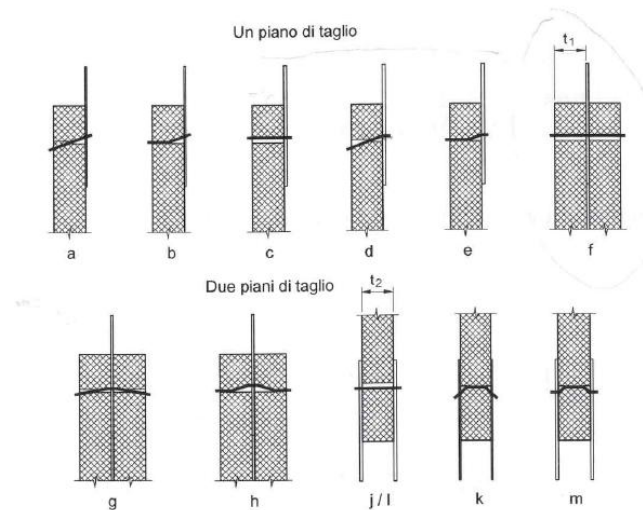 Un piano di taglio
t1
a b c d e f
Due piani di taglio
t2
g h j / l k m